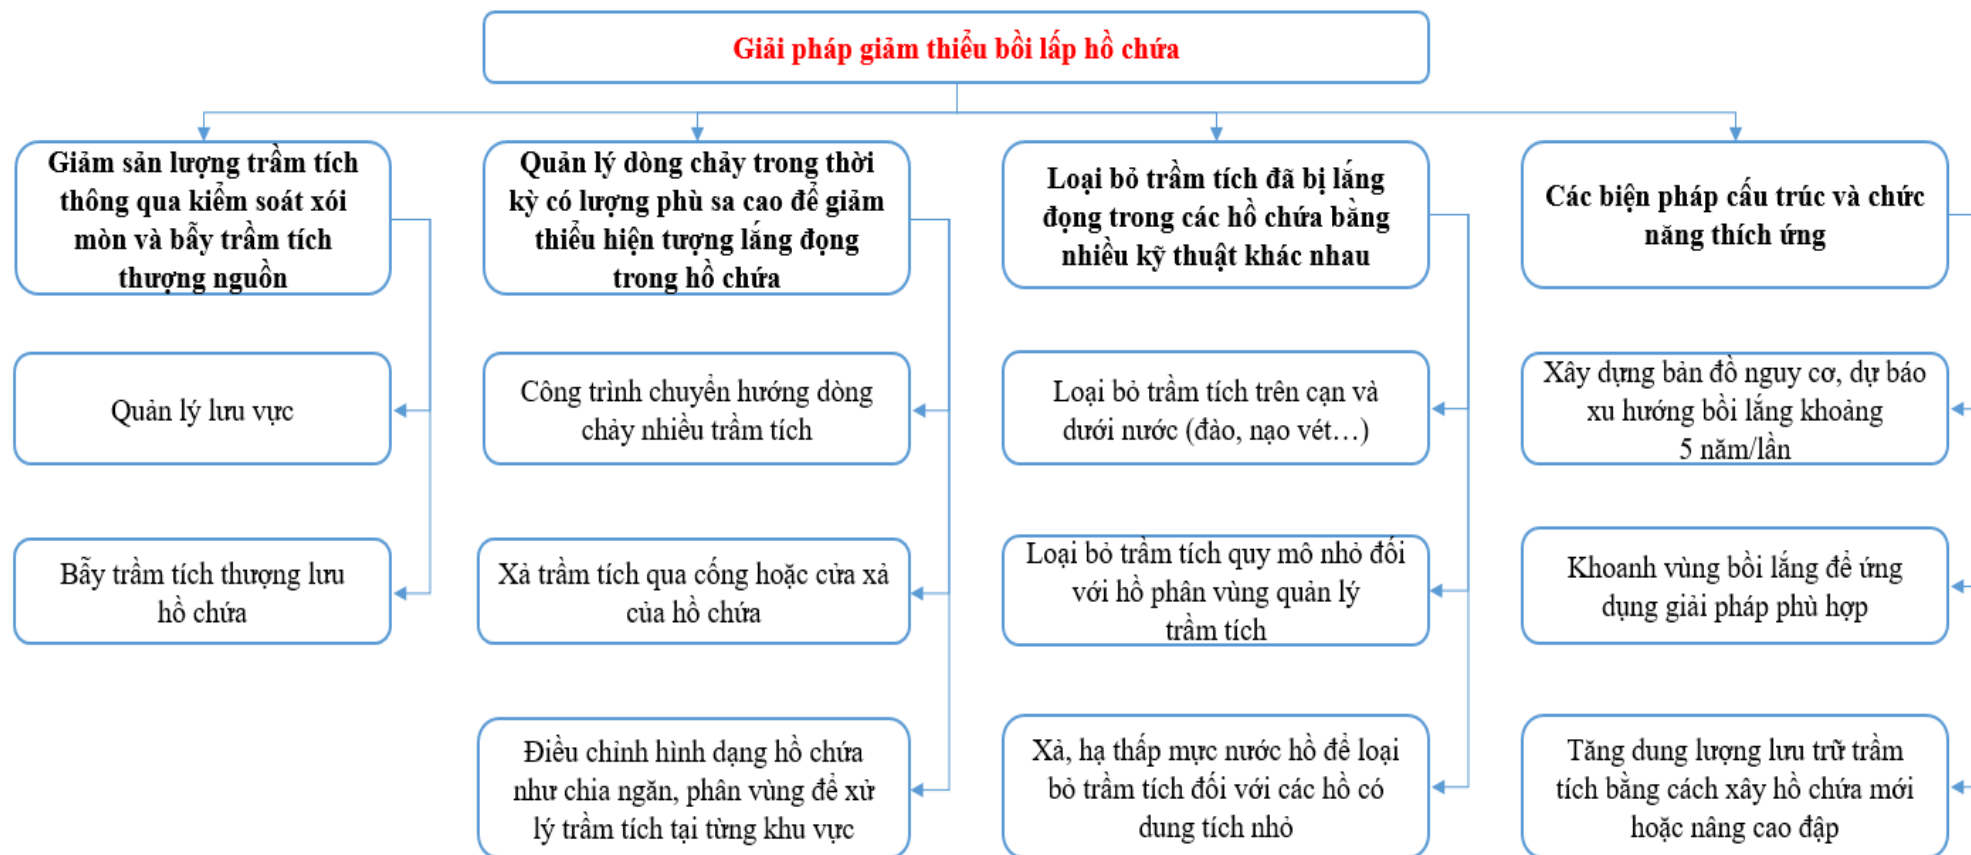 Giải pháp giảm thiểu bồi lấp hồ chứa
Giảm sản lượng trầm tích
thông qua kiểm soát xói
mòn và bẫy trầm tích
thượng nguồn
Quản lý dòng chảy trong thời
kỳ có lượng phù sa cao để giảm
thiểu hiện tượng lắng đọng
trong hồ chứa
Loại bỏ trầm tích đã bị lắng
đọng trong các hồ chứa bằng
nhiều kỹ thuật khác nhau
Các biện pháp cấu trúc và chức
năng thích ứng
Quản lý lưu vực
Công trình chuyển hướng dòng
chảy nhiều trầm tích
Loại bỏ trầm tích trên cạn và
dưới nước (đào, nạo vét…)
Xây dựng bản đồ nguy cơ, dự báo
xu hướng bồi lắng khoảng
5 năm/lần
Bẫy trầm tích thượng lưu
hồ chứa
Xả trầm tích qua cống hoặc cửa xả
của hồ chứa
Loại bỏ trầm tích quy mô nhỏ đối
với hồ phân vùng quản lý
trầm tích
Khoanh vùng bồi lắng để ứng
dụng giải pháp phù hợp
Điều chỉnh hình dạng hồ chứa
như chia ngăn, phân vùng để xử
lý trầm tích tại từng khu vực
Xả, hạ thấp mực nước hồ để loại
bỏ trầm tích đối với các hồ có
dung tích nhỏ
Tăng dung lượng lưu trữ trầm
tích bằng cách xây hồ chứa mới
hoặc nâng cao đập